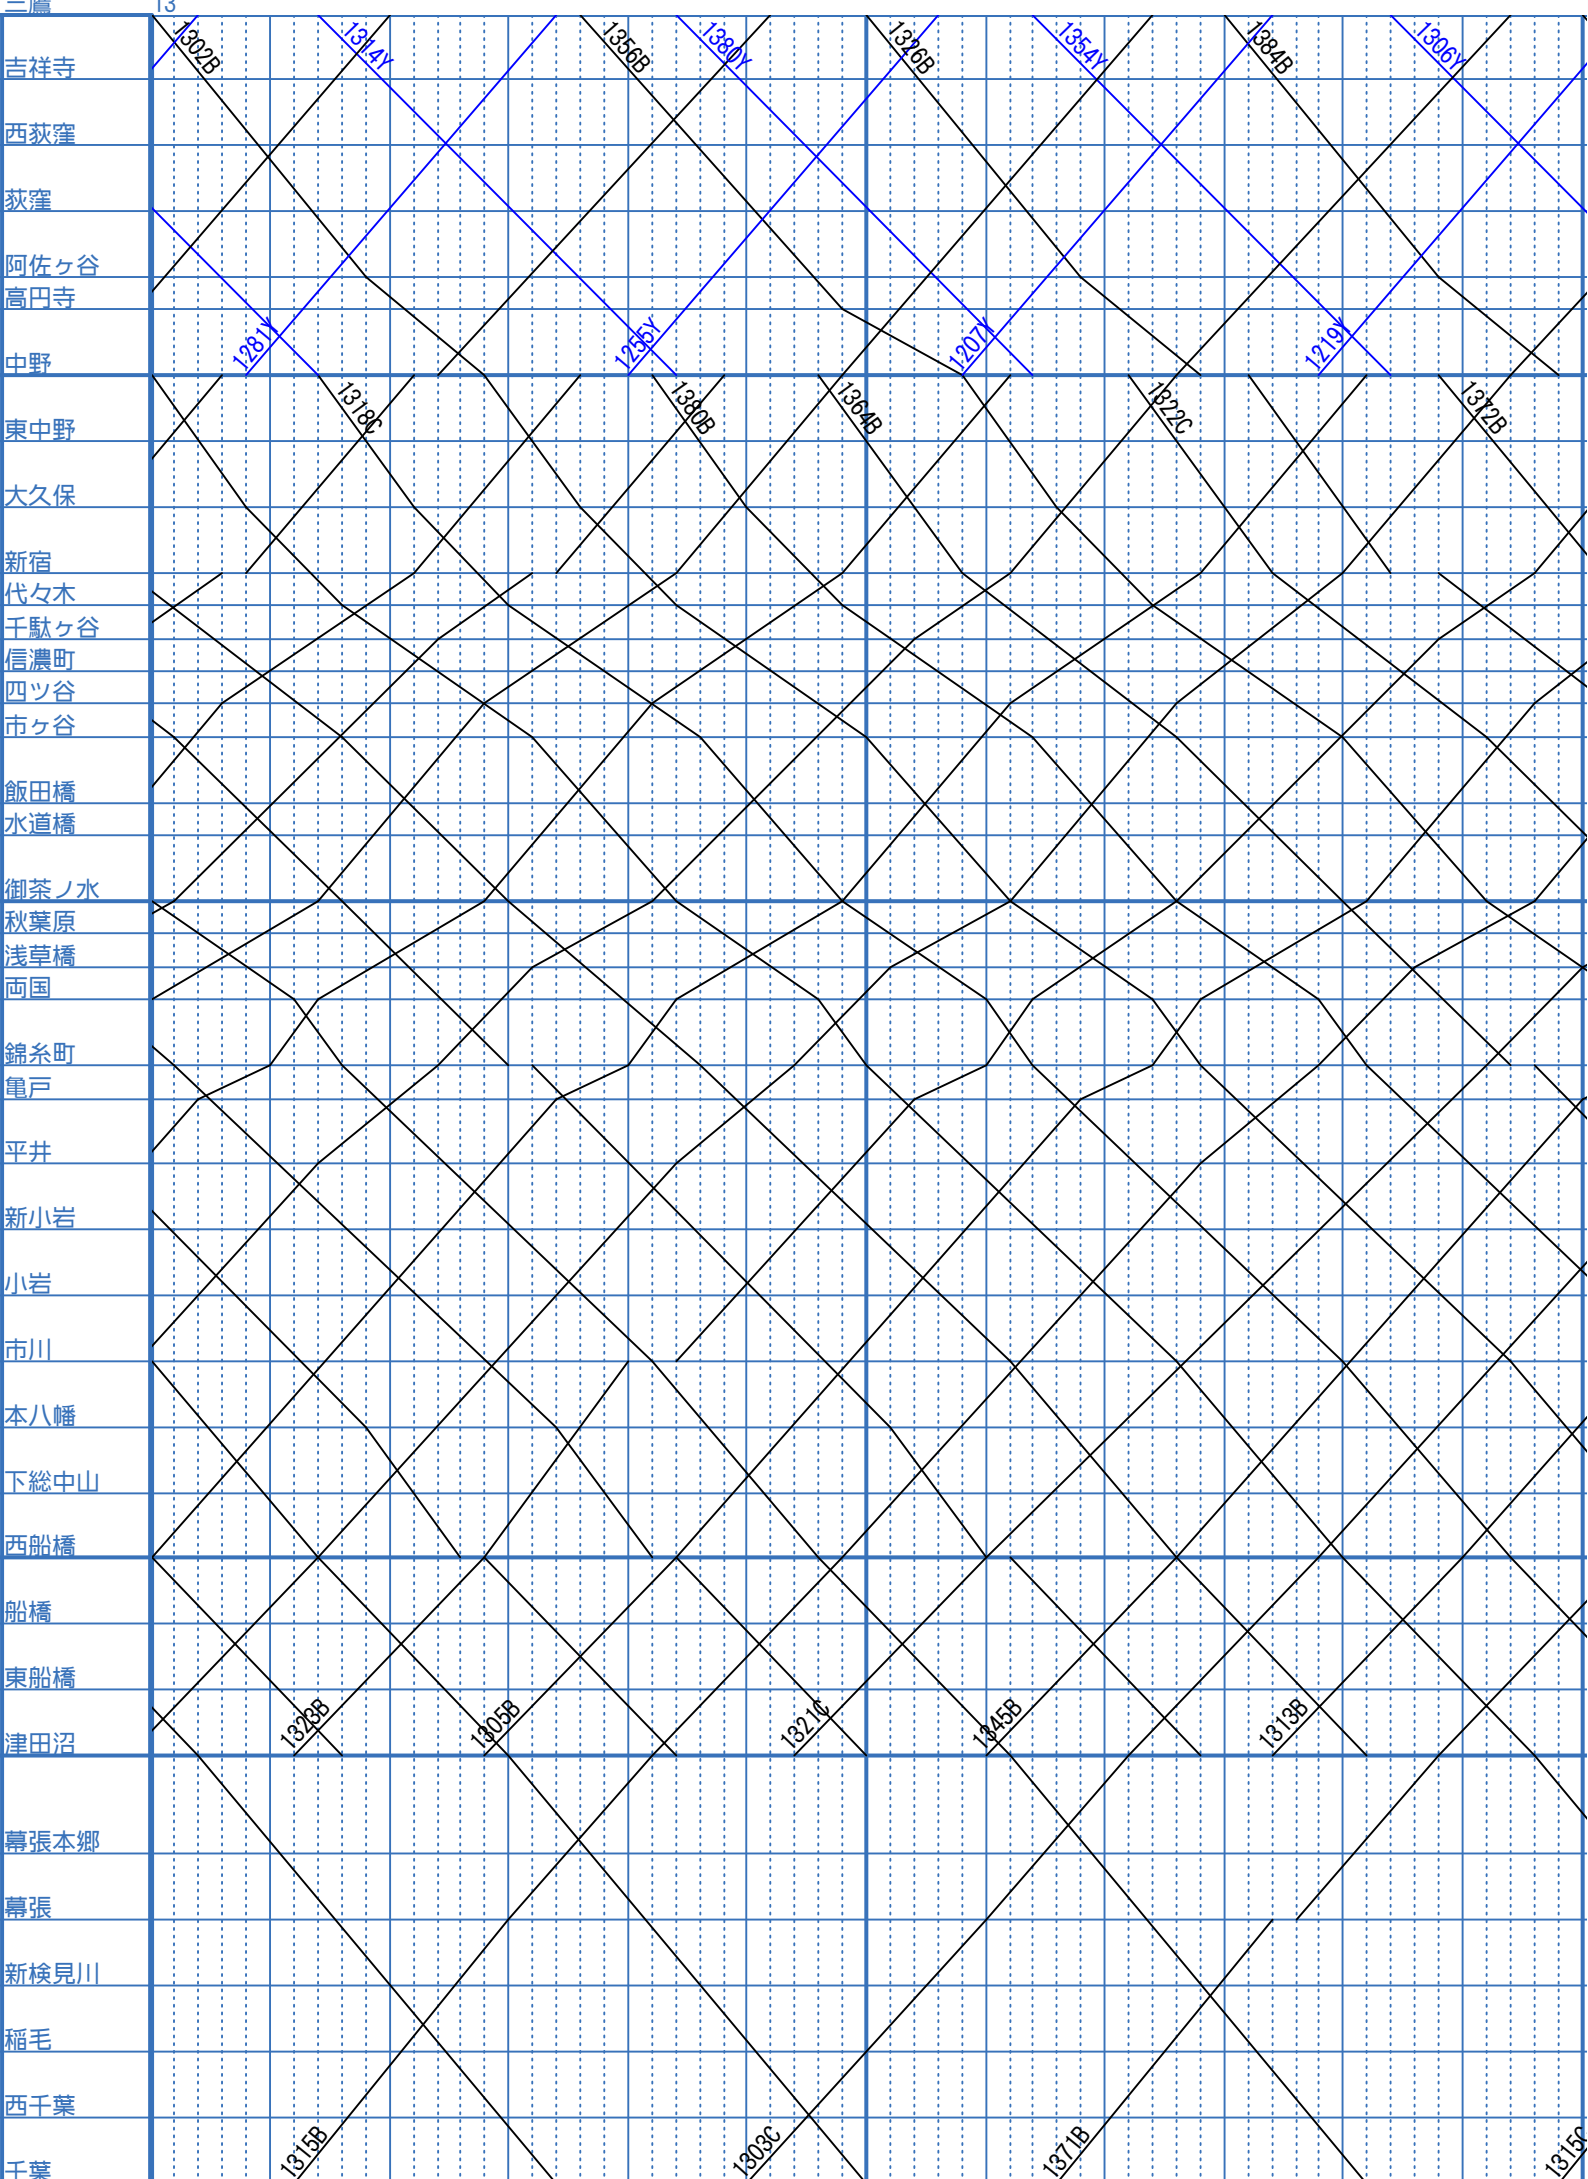 三鷹 13
1302B 1314Y 1356B 1380Y 1326B 1354Y 1384B 1306Y
吉祥寺
西荻窪
荻窪
阿佐ヶ谷
高円寺
1281Y 1255Y 1207Y 1219Y
中野
1318C 1380B 1364B 1322C 1372B
東中野
大久保
新宿
代々木
千駄ヶ谷
信濃町
四ツ谷
市ヶ谷
飯田橋
水道橋
御茶ノ水
秋葉原
浅草橋
両国
錦糸町
亀戸
平井
新小岩
小岩
市川
本八幡
下総中山
西船橋
船橋
東船橋
1323B 1305B 1321C 1345B 1313B
津田沼
幕張本郷
幕張
新検見川
稲毛
西千葉
1315B 1303C 1371B 1315C
千葉